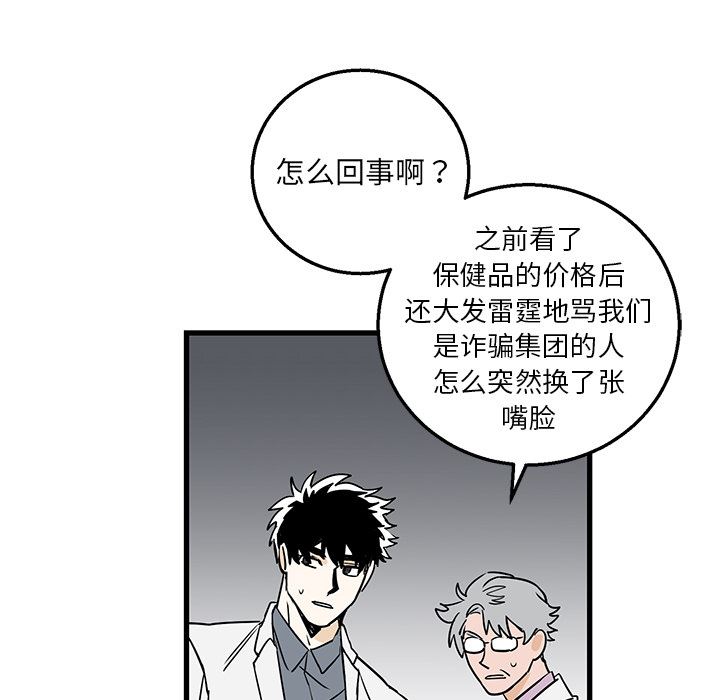 怎么回事啊？
之前看了
保健品的价格后
还大发雷霆地骂我们
是诈骗集团的人
怎么突然换了张
嘴脸